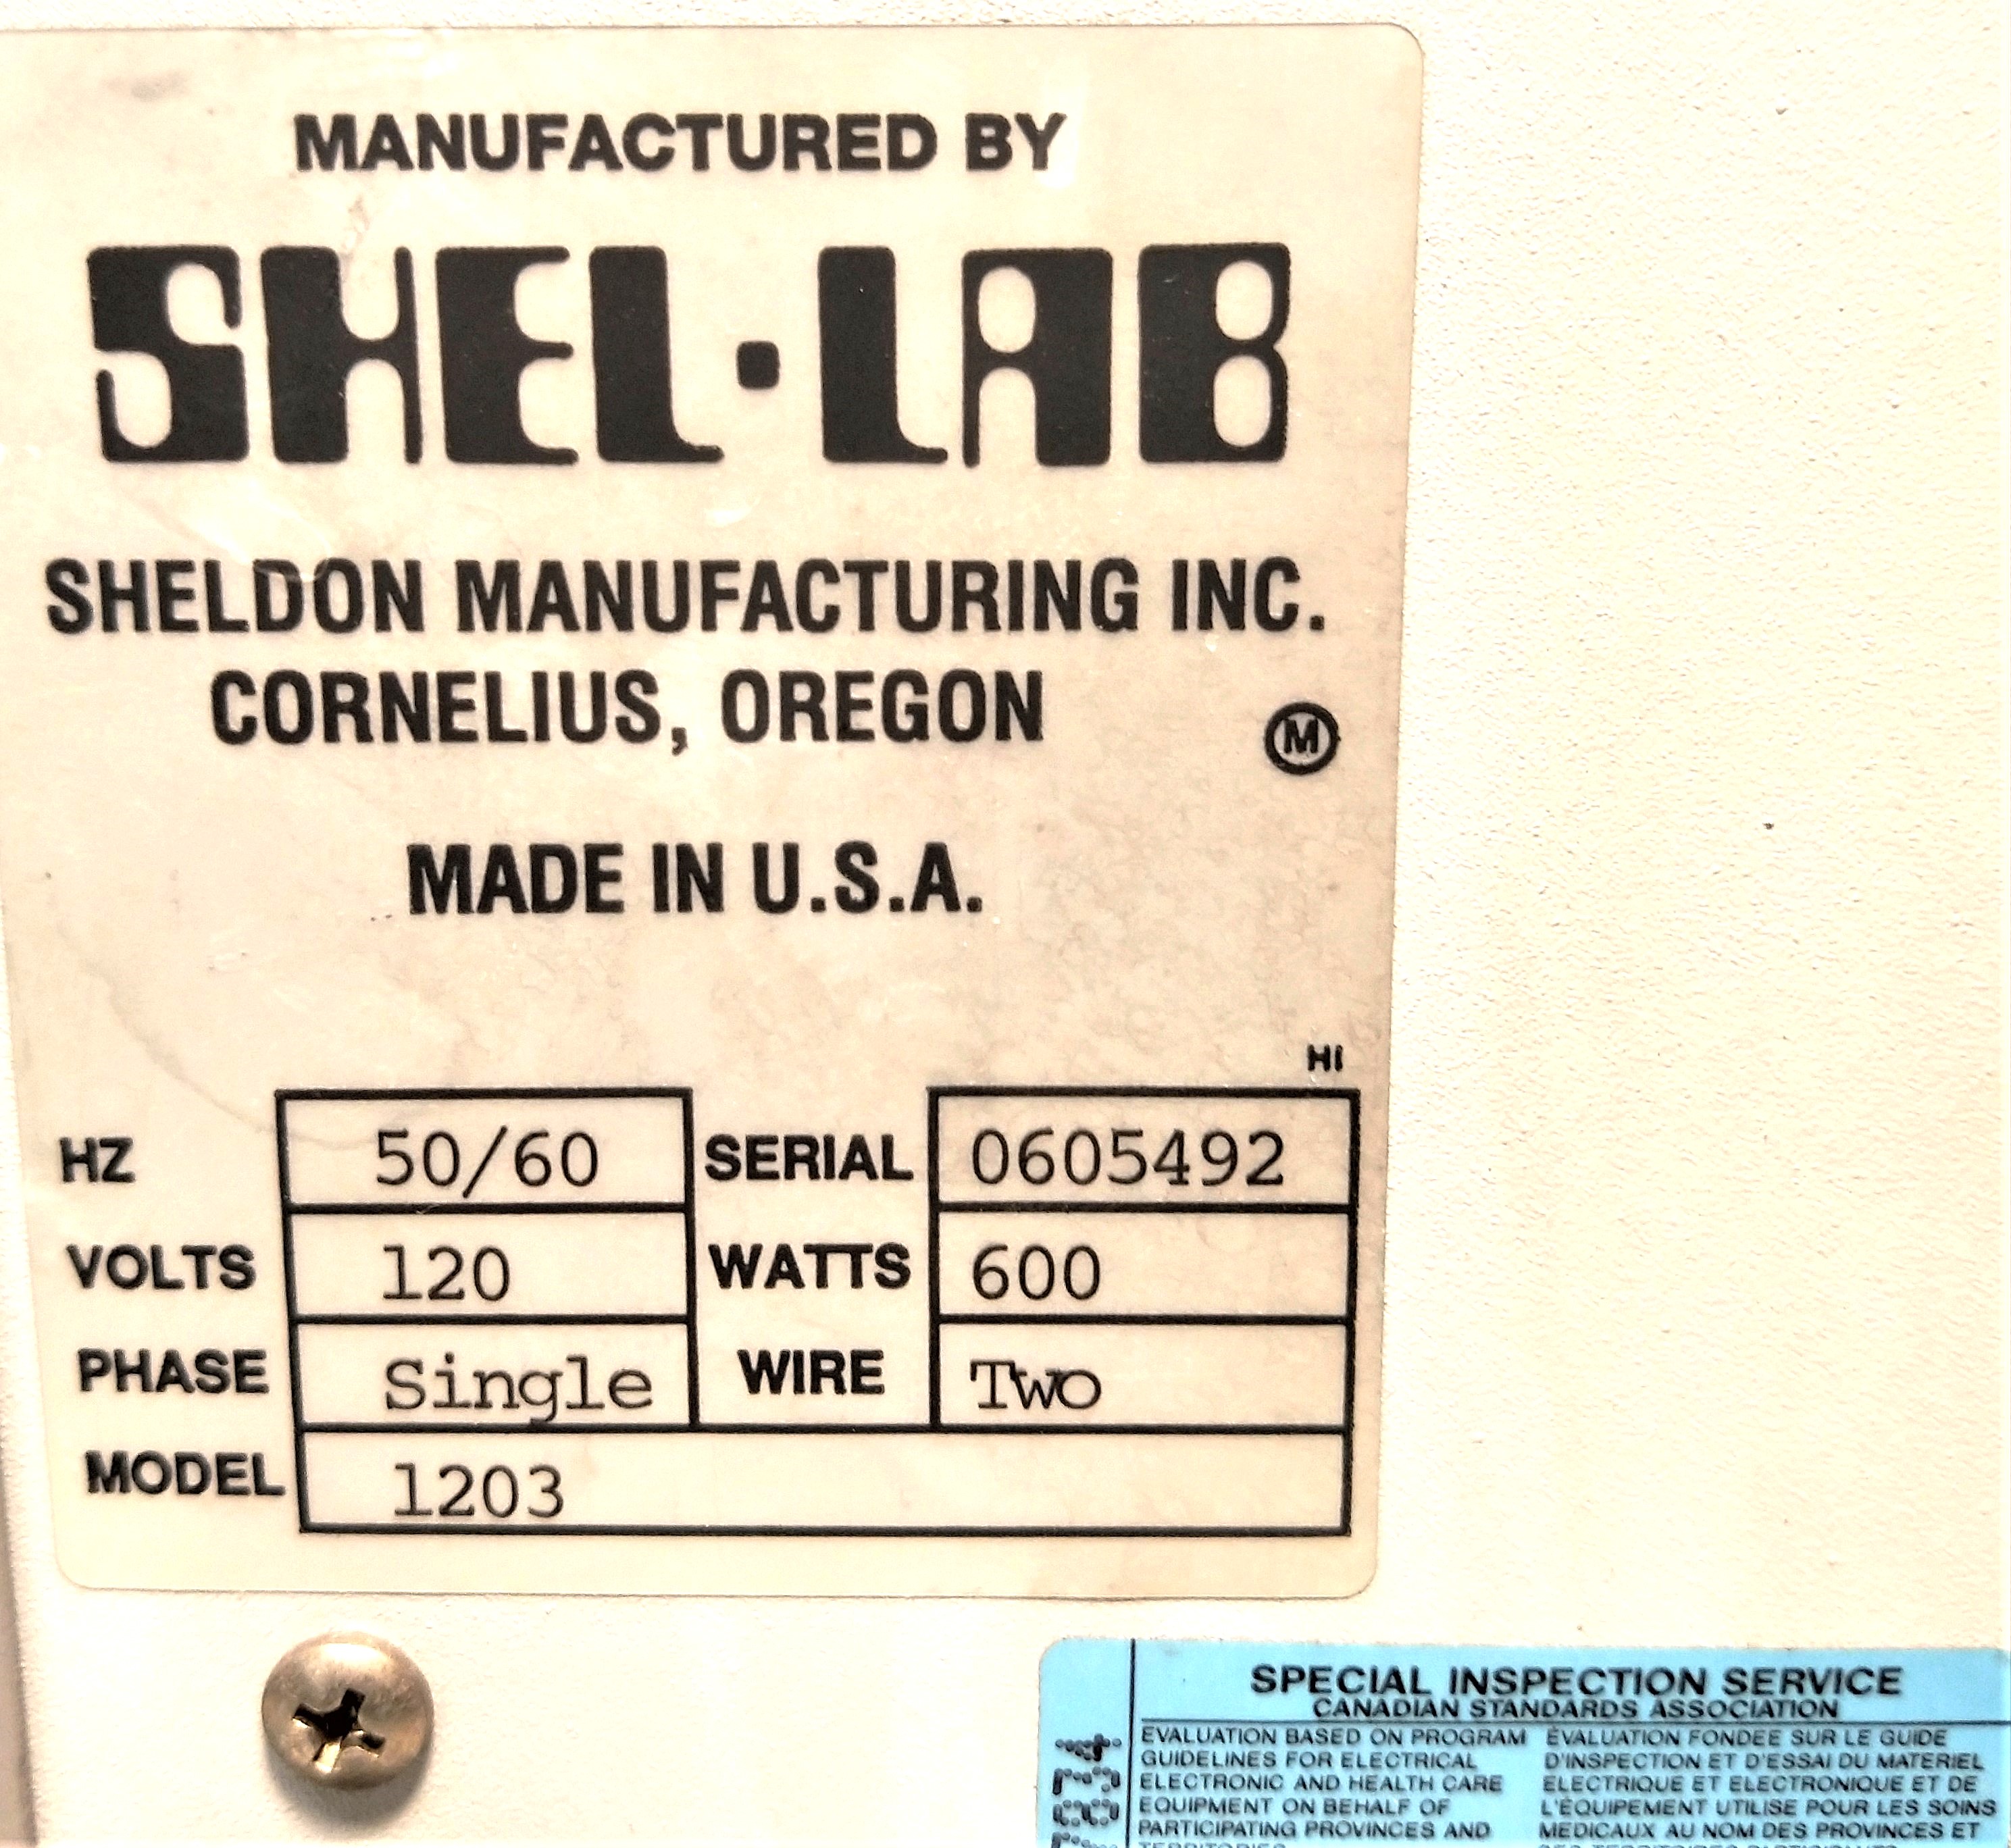 MANUFACTURED BY
SHEL·LAB
SHELDON MANUFACTURING INC.
CORNELIUS, OREGON
M
MADE IN U.S.A.
HI
HZ 50/60 SERIAL 0605492
VOLTS 120 WATTS 600
PHASE Single WIRE Two
MODEL 1203
SPECIAL INSPECTION SERVICE
CANADIAN STANDARDS ASSOCIATION
EVALUATION BASED ON PROGRAM
GUIDELINES FOR ELECTRICAL
ELECTRONIC AND HEALTH CARE
EQUIPMENT ON BEHALF OF
PARTICIPATING PROVINCES AND
TERRITORIES
ÉVALUATION FONDEE SUR LE GUIDE
D'INSPECTION ET D'ESSAI DU MATERIEL
ELECTRIQUE ET ELECTRONIQUE ET DE
L'ÉQUIPEMENT UTILISE POUR LES SOINS
MEDICAUX AU NOM DES PROVINCES ET